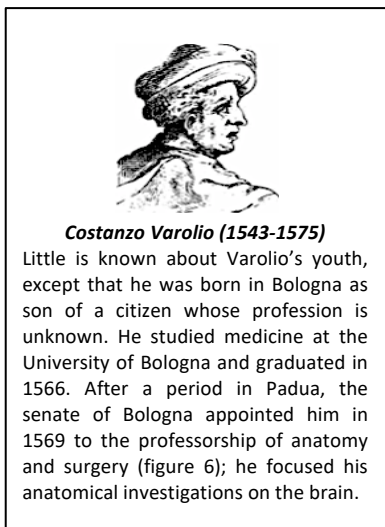 Costanzo Varolio (1543-1575)
Little is known about Varolio’s youth,
except that he was born in Bologna as
son of a citizen whose profession is
unknown. He studied medicine at the
University of Bologna and graduated in
1566. After a period in Padua, the
senate of Bologna appointed him in
1569 to the professorship of anatomy
and surgery (figure 6); he focused his
anatomical investigations on the brain.